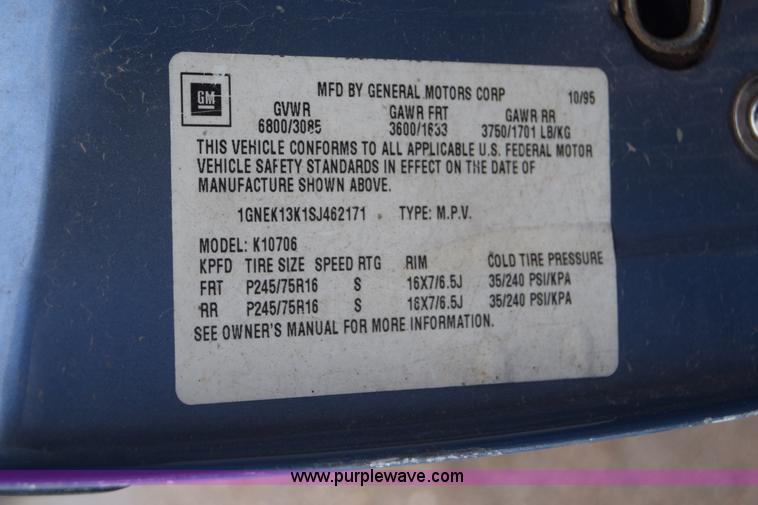 MFD BY GENERAL MOTORS CORP 10/95
GM
GVWR GAWR FRT GAWR RR
6800/3085 3600/1633 3750/1701 LB/KG
THIS VEHICLE CONFORMS TO ALL APPLICABLE U.S. FEDERAL MOTOR
VEHICLE SAFETY STANDARDS IN EFFECT ON THE DATE OF
MANUFACTURE SHOWN ABOVE.
1GNEK13K1SJ462171 TYPE: M.P.V.
MODEL: K10706
KPFD TIRE SIZE SPEED RTG RIM COLD TIRE PRESSURE
FRT P245/75R16 S 16X7/6.5J 35/240 PSI/KPA
RR P245/75R16 S 16X7/6.5J 35/240 PSI/KPA
SEE OWNER'S MANUAL FOR MORE INFORMATION.
www.purplewave.com